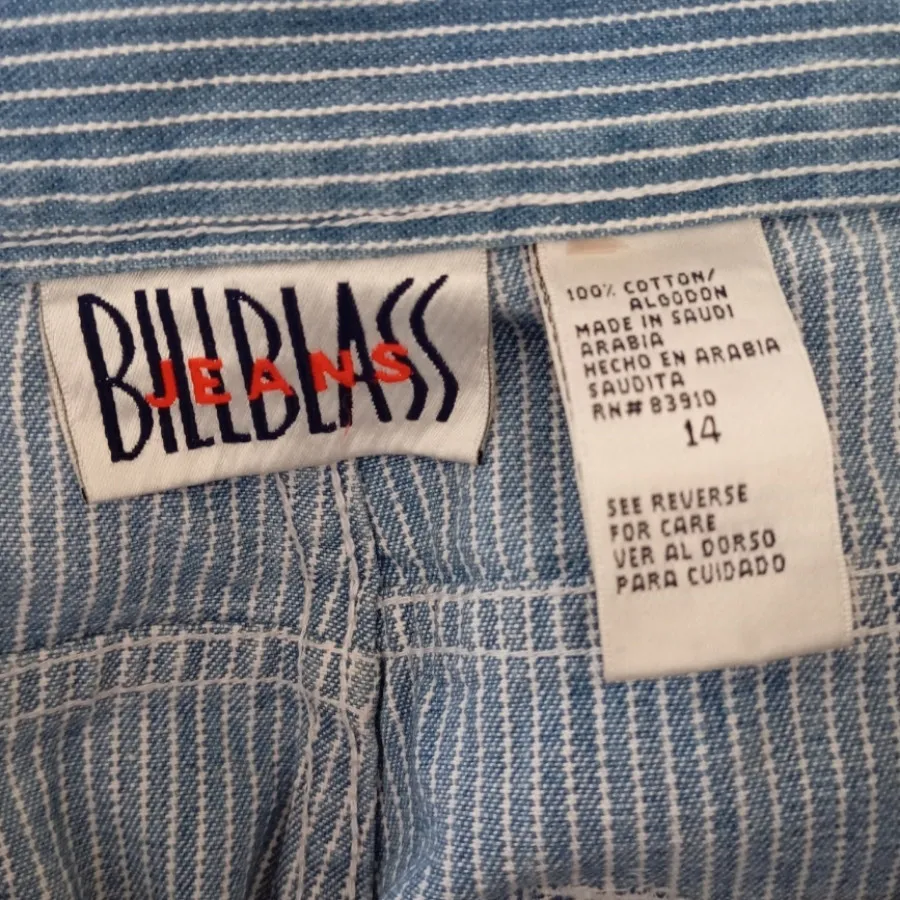 BILLBLASS
JEANS
100% COTTON/
ALGODON
MADE IN SAUDI
ARABIA
HECHO EN ARABIA
SAUDITA
RN# 83910
14
SEE REVERSE
FOR CARE
VER AL DORSO
PARA CUIDADO